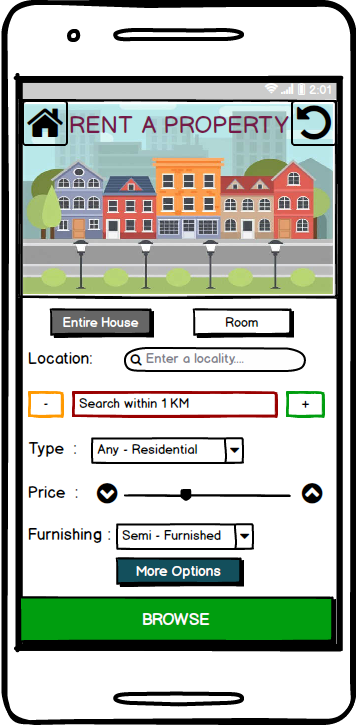 2:01
RENT A PROPERTY
Entire House
Room
Location:
Enter a locality....
-
Search within 1 KM
+
Type :
Any - Residential
Price :
Furnishing :
Semi - Furnished
More Options
BROWSE